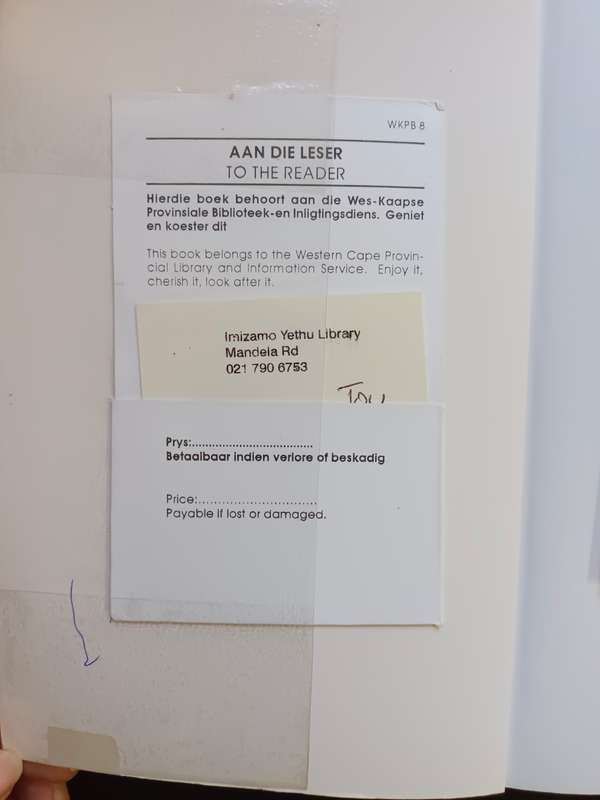 WKPB 8
AAN DIE LESER
TO THE READER
Hierdie boek behoort aan die Wes-Kaapse
Provinsiale Biblioteek-en Inligtingsdiens. Geniet
en koester dit
This book belongs to the Western Cape Provin-
cial Library and Information Service. Enjoy it,
cherish it, look after it.
Imizamo Yethu Library
Mandela Rd
021 790 6753
Prys:....................................
Betaalbaar indien verlore of beskadig
Price:..............................
Payable if lost or damaged.